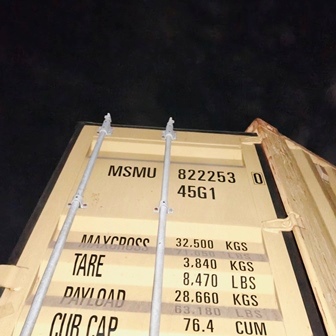 MSMU 822253 0
45G1
MAXGROSS 32.500 KGS
TARE 3.840 KGS
8.470 LBS
PAYLOAD 28.660 KGS
63.180 LBS
CUB CAP 76.4 CUM